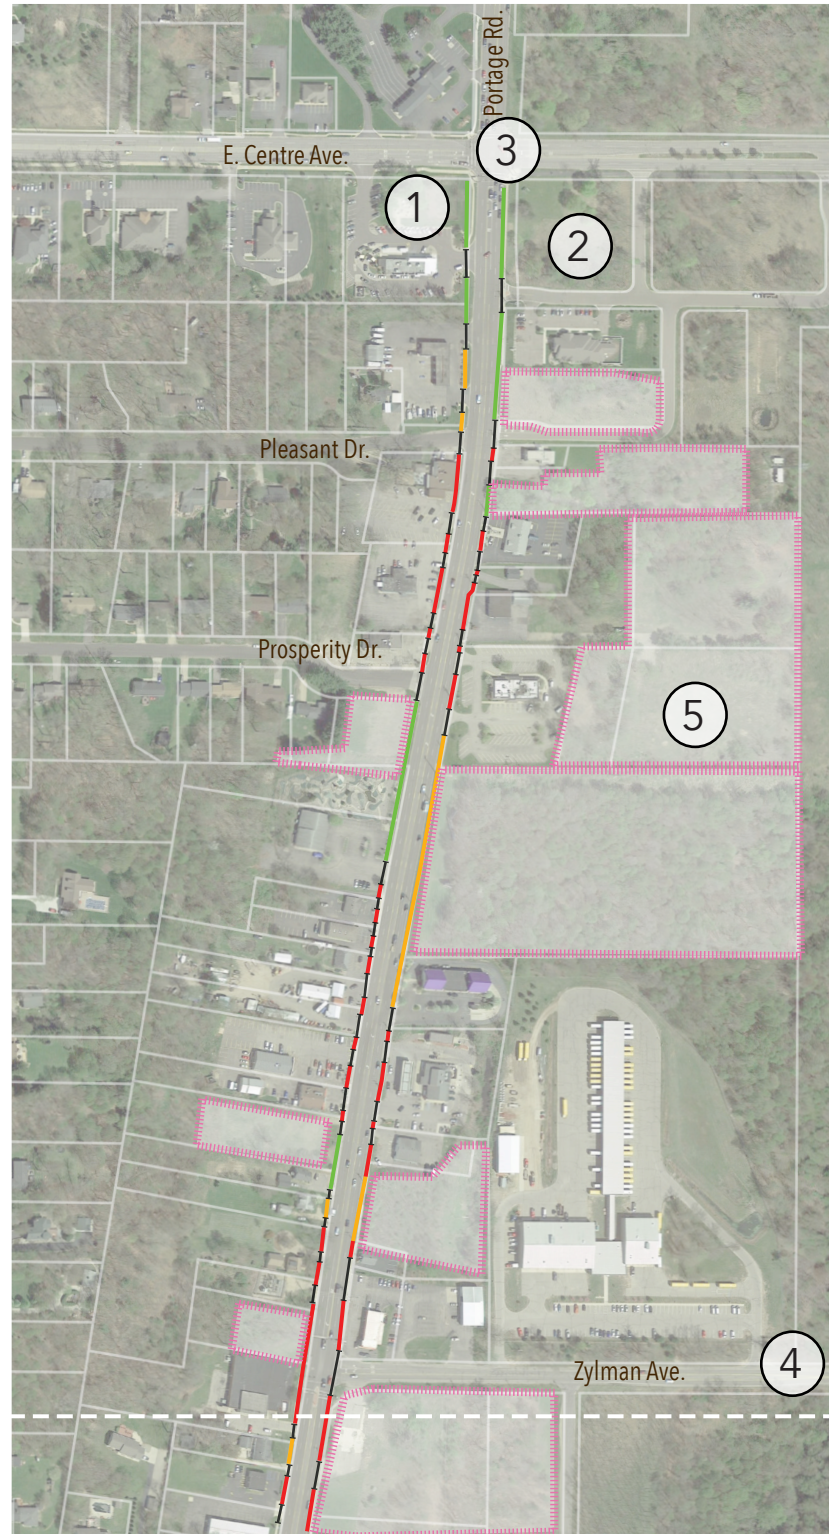 Portage Rd.
3
E. Centre Ave.
1
2
Pleasant Dr.
Prosperity Dr.
5
4
Zylman Ave.